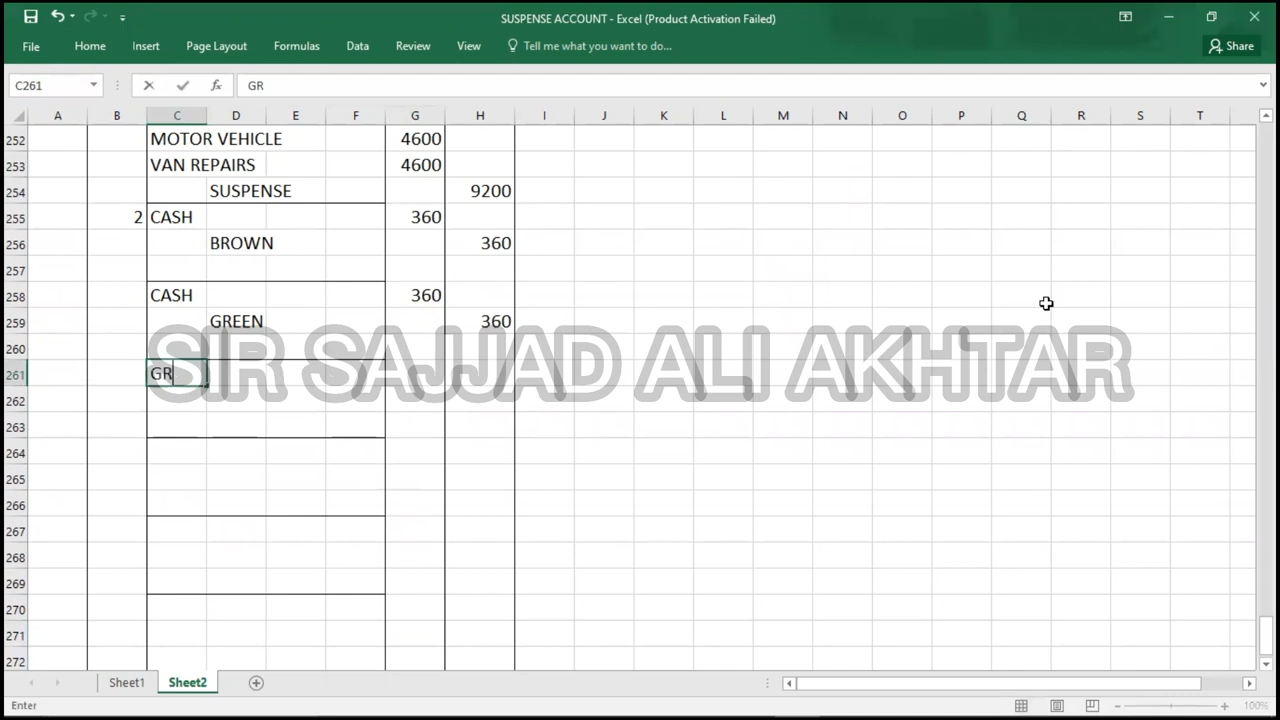 SUSPENSE ACCOUNT - Excel (Product Activation Failed)
File Home Insert Page Layout Formulas Data Review View Tell me what you want to do... Share
C261 fx GR
A B C D E F G H I J K L M N O P Q R S T
252 MOTOR VEHICLE 4600
253 VAN REPAIRS 4600
254 SUSPENSE 9200
255 2 CASH 360
256 BROWN 360
257
258 CASH 360
259 GREEN 360
260
SIR SAJJAD ALI AKHTAR
261 GR
262
263
264
265
266
267
268
269
270
271
272
Sheet1 Sheet2
Enter 100%